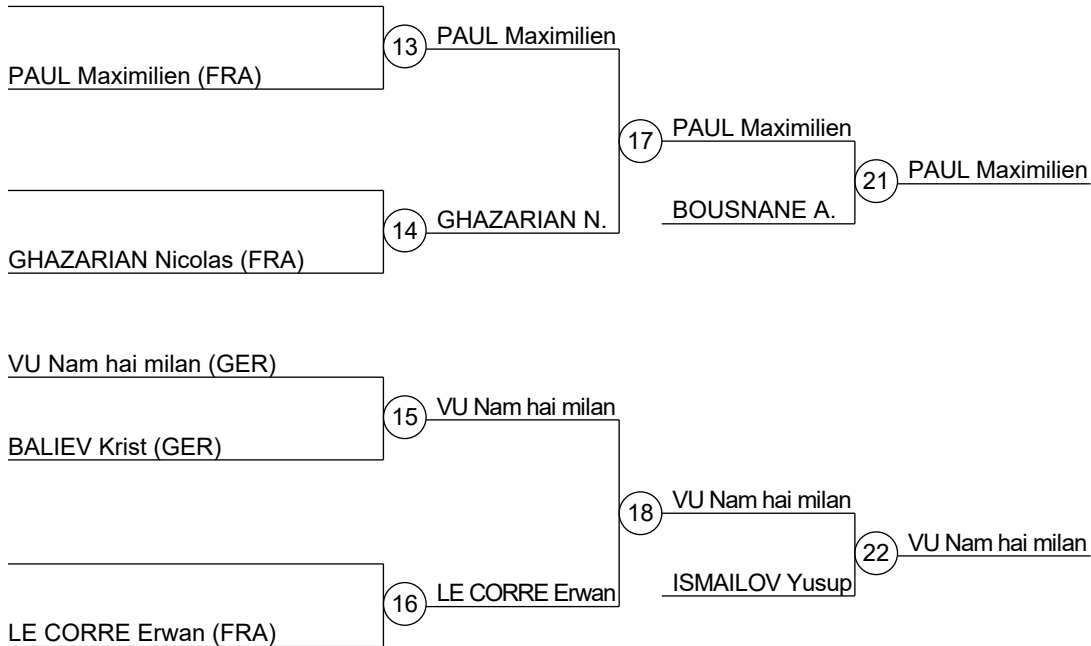 13 PAUL Maximilien
PAUL Maximilien (FRA)
17 PAUL Maximilien
21 PAUL Maximilien
BOUSNANE A.
14 GHAZARIAN N.
GHAZARIAN Nicolas (FRA)
VU Nam hai milan (GER)
15 VU Nam hai milan
BALIEV Krist (GER)
18 VU Nam hai milan
22 VU Nam hai milan
ISMAILOV Yusup
16 LE CORRE Erwan
LE CORRE Erwan (FRA)